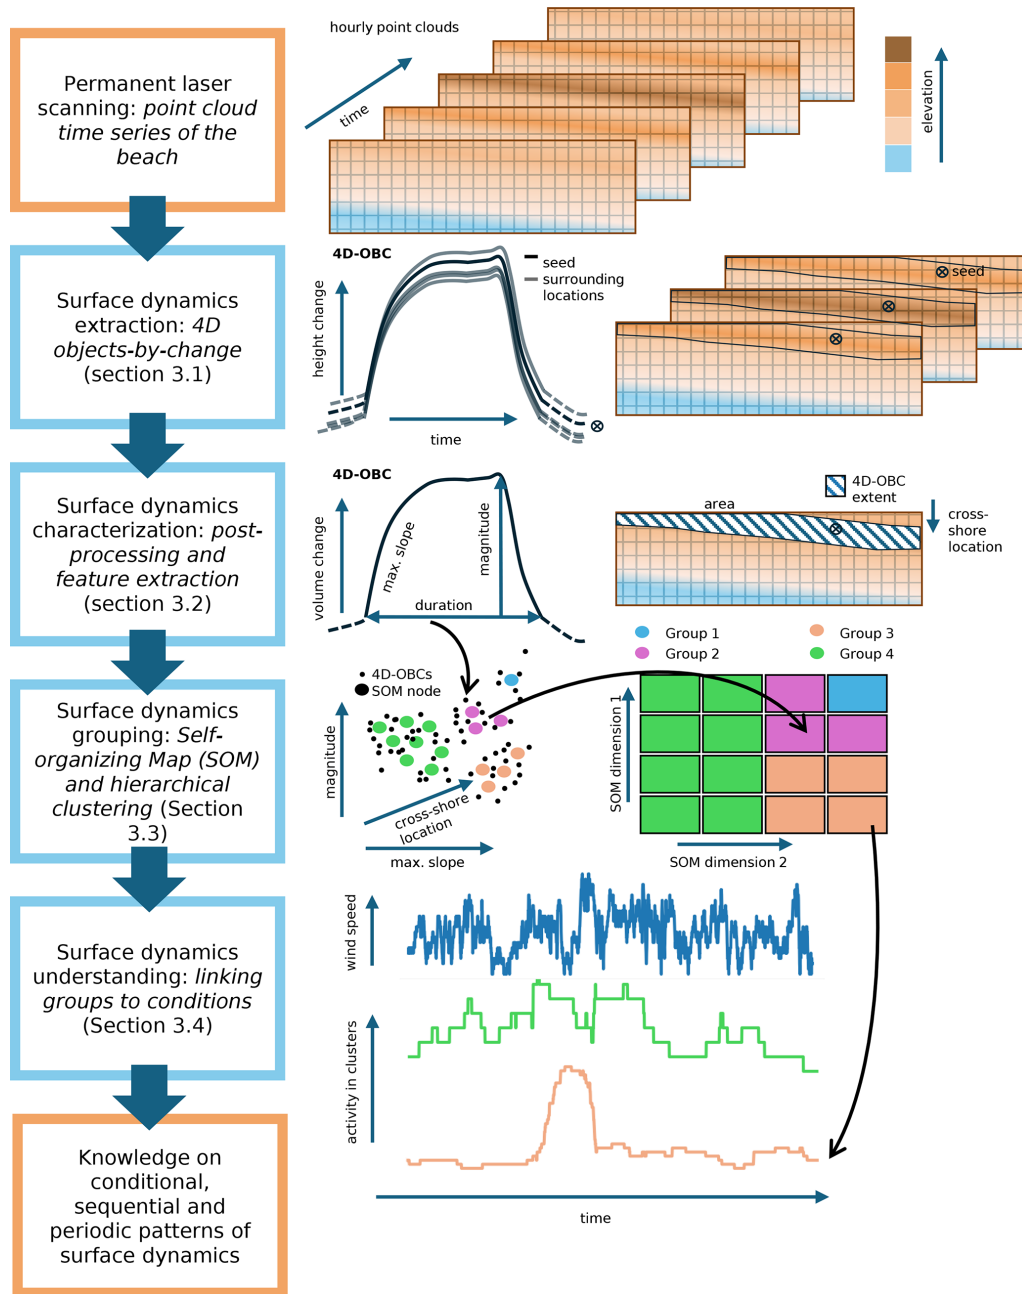 Permanent laser
scanning: point cloud
time series of the
beach
hourly point clouds
time
elevation
Surface dynamics
extraction: 4D
objects-by-change
(section 3.1)
4D-OBC
seed
surrounding
locations
height change
time
seed
Surface dynamics
characterization: post-
processing and
feature extraction
(section 3.2)
4D-OBC
volume change
max. slope
magnitude
duration
4D-OBC
extent
area
cross-
shore
location
Surface dynamics
grouping: Self-
organizing Map (SOM)
and hierarchical
clustering (Section
3.3)
4D-OBCs
SOM node
magnitude
cross-shore
location
max. slope
Group 1
Group 2
Group 3
Group 4
SOM dimension 1
SOM dimension 2
Surface dynamics
understanding: linking
groups to conditions
(Section 3.4)
wind speed
activity in clusters
time
Knowledge on
conditional,
sequential and
periodic patterns of
surface dynamics